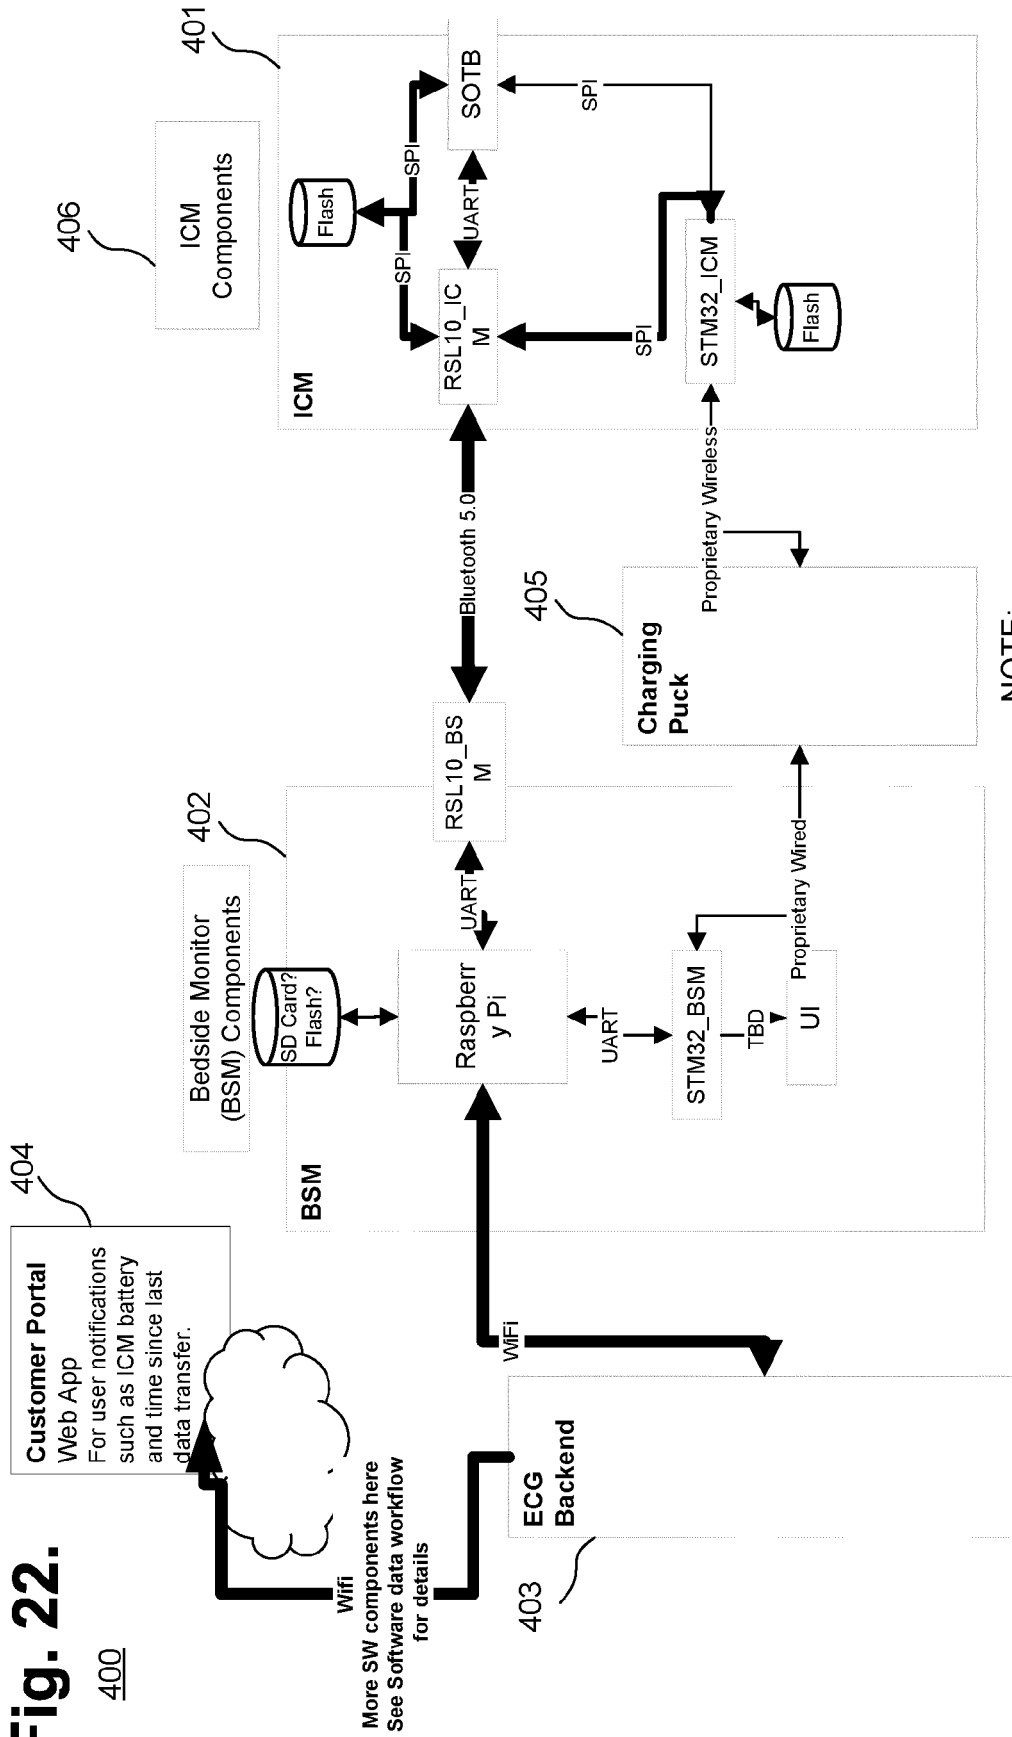 Fig. 22.
400
404
Customer Portal
Web App
For user notifications
such as ICM battery
and time since last
data transfer.
Wifi
More SW components here
See Software data workflow
for details
403
ECG
Backend
WiFi
Bedside Monitor
(BSM) Components
402
BSM
SD Card?
Flash?
Raspberr
y Pi
UART
RSL10_BS
M
UART
STM32_BSM
TBD
UI
Proprietary Wired
Bluetooth 5.0
405
Charging
Puck
Proprietary Wireless
406
ICM
Components
401
ICM
Flash
SPI
SPI
RSL10_IC
M
UART
SOTB
SPI
SPI
STM32_ICM
Flash